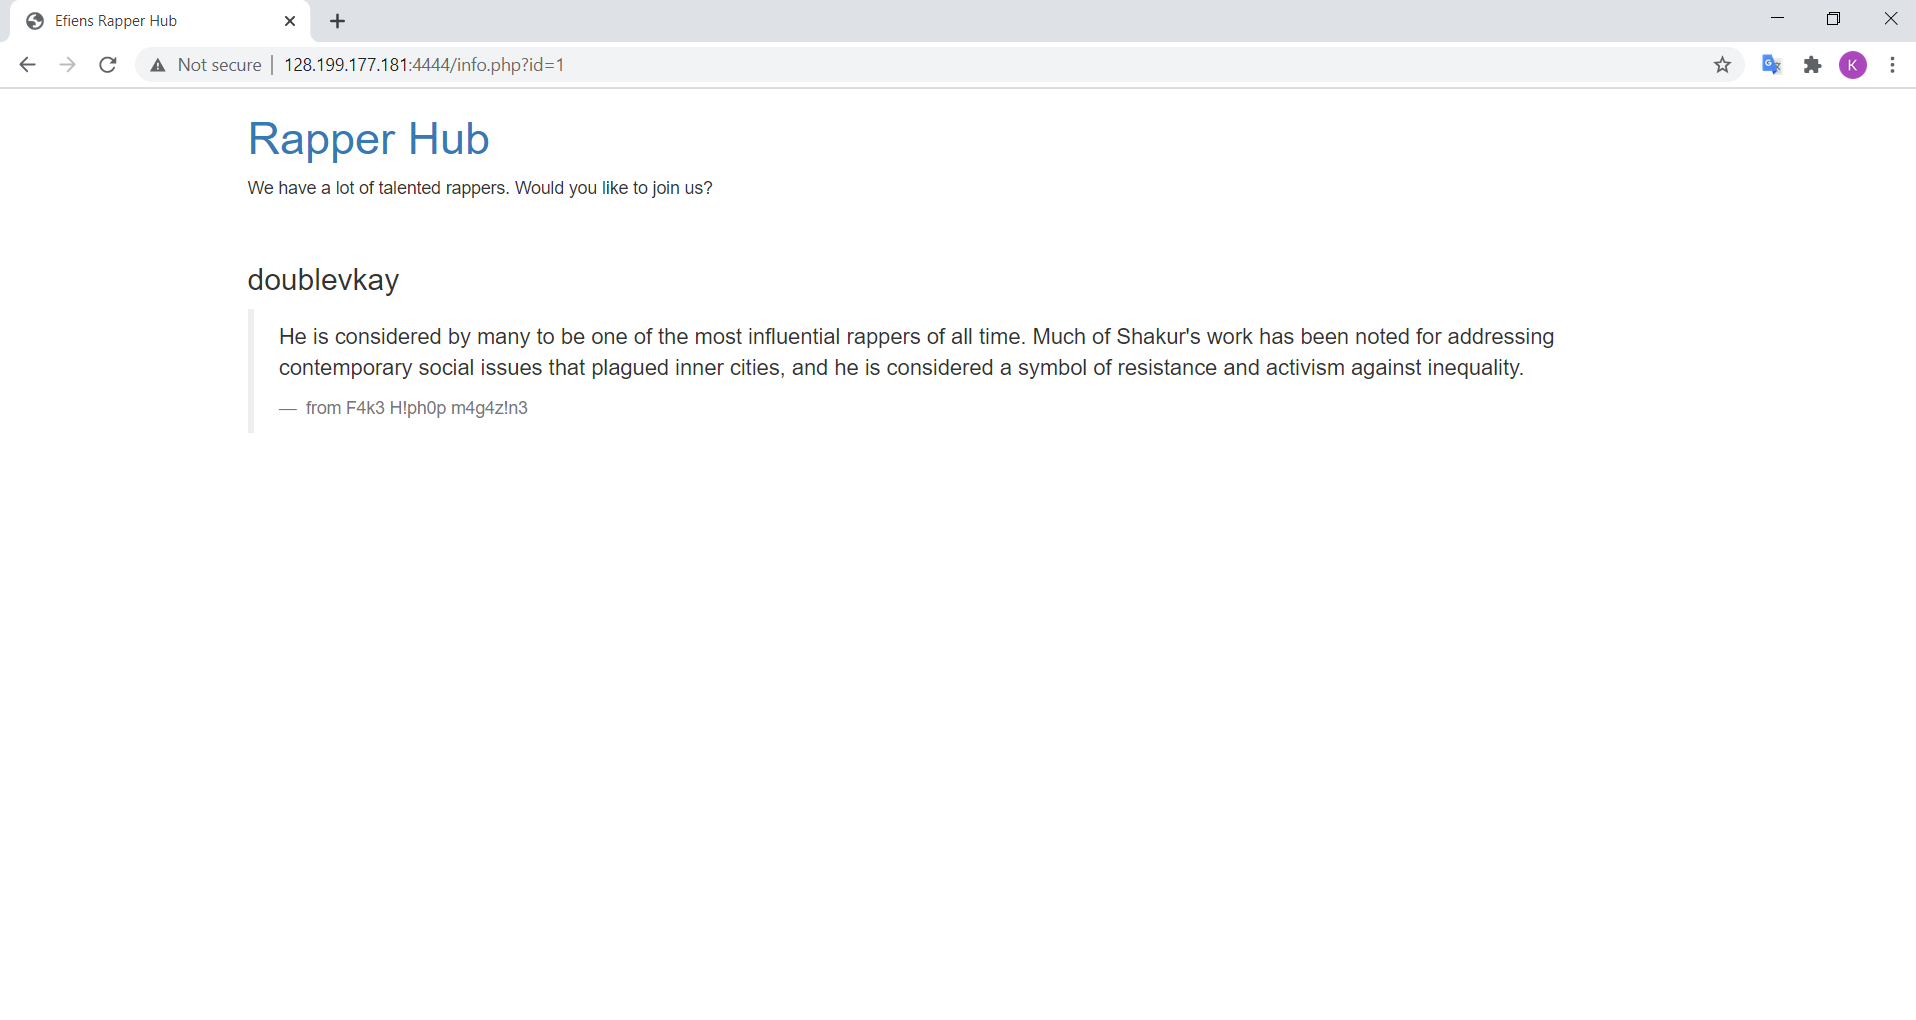 Efiens Rapper Hub
Not secure | 128.199.177.181:4444/info.php?id=1
K
Rapper Hub
We have a lot of talented rappers. Would you like to join us?
doublevkay
He is considered by many to be one of the most influential rappers of all time. Much of Shakur's work has been noted for addressing
contemporary social issues that plagued inner cities, and he is considered a symbol of resistance and activism against inequality.
— from F4k3 H!ph0p m4g4z!n3